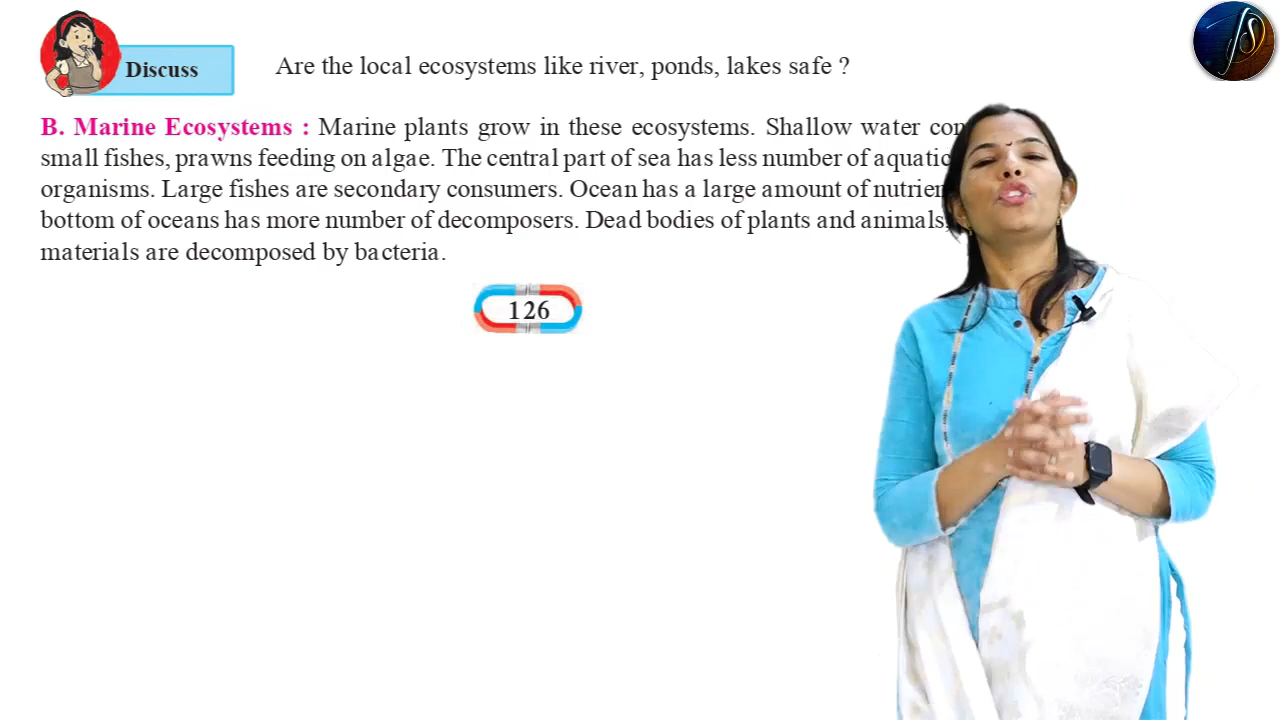 Discuss
Are the local ecosystems like river, ponds, lakes safe ?
B. Marine Ecosystems : Marine plants grow in these ecosystems. Shallow water
small fishes, prawns feeding on algae. The central part of sea has less number of aquatic
organisms. Large fishes are secondary consumers. Ocean has a large amount of
bottom of oceans has more number of decomposers. Dead bodies of plants and animals,
materials are decomposed by bacteria.
126